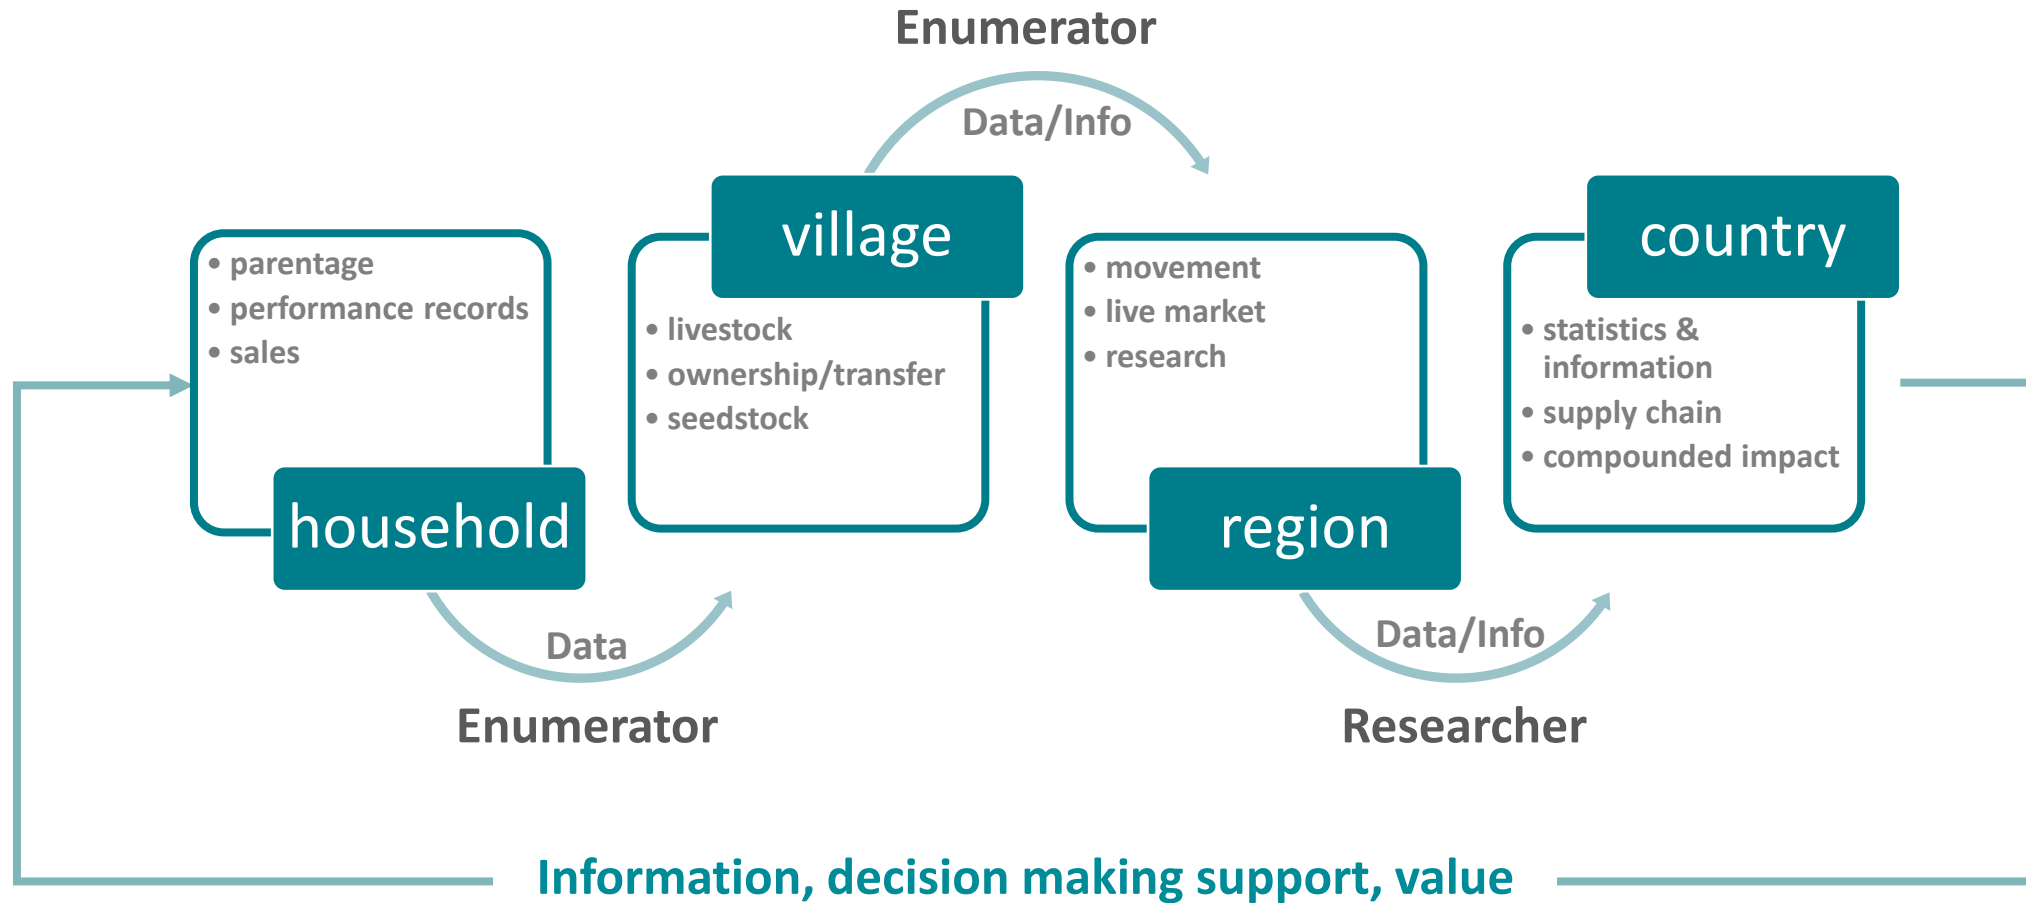 Enumerator
Data/Info
village
country
• parentage
• performance records
• sales
household
• livestock
• ownership/transfer
• seedstock
• movement
• live market
• research
region
• statistics &
information
• supply chain
• compounded impact
Data
Enumerator
Data/Info
Researcher
Information, decision making support, value